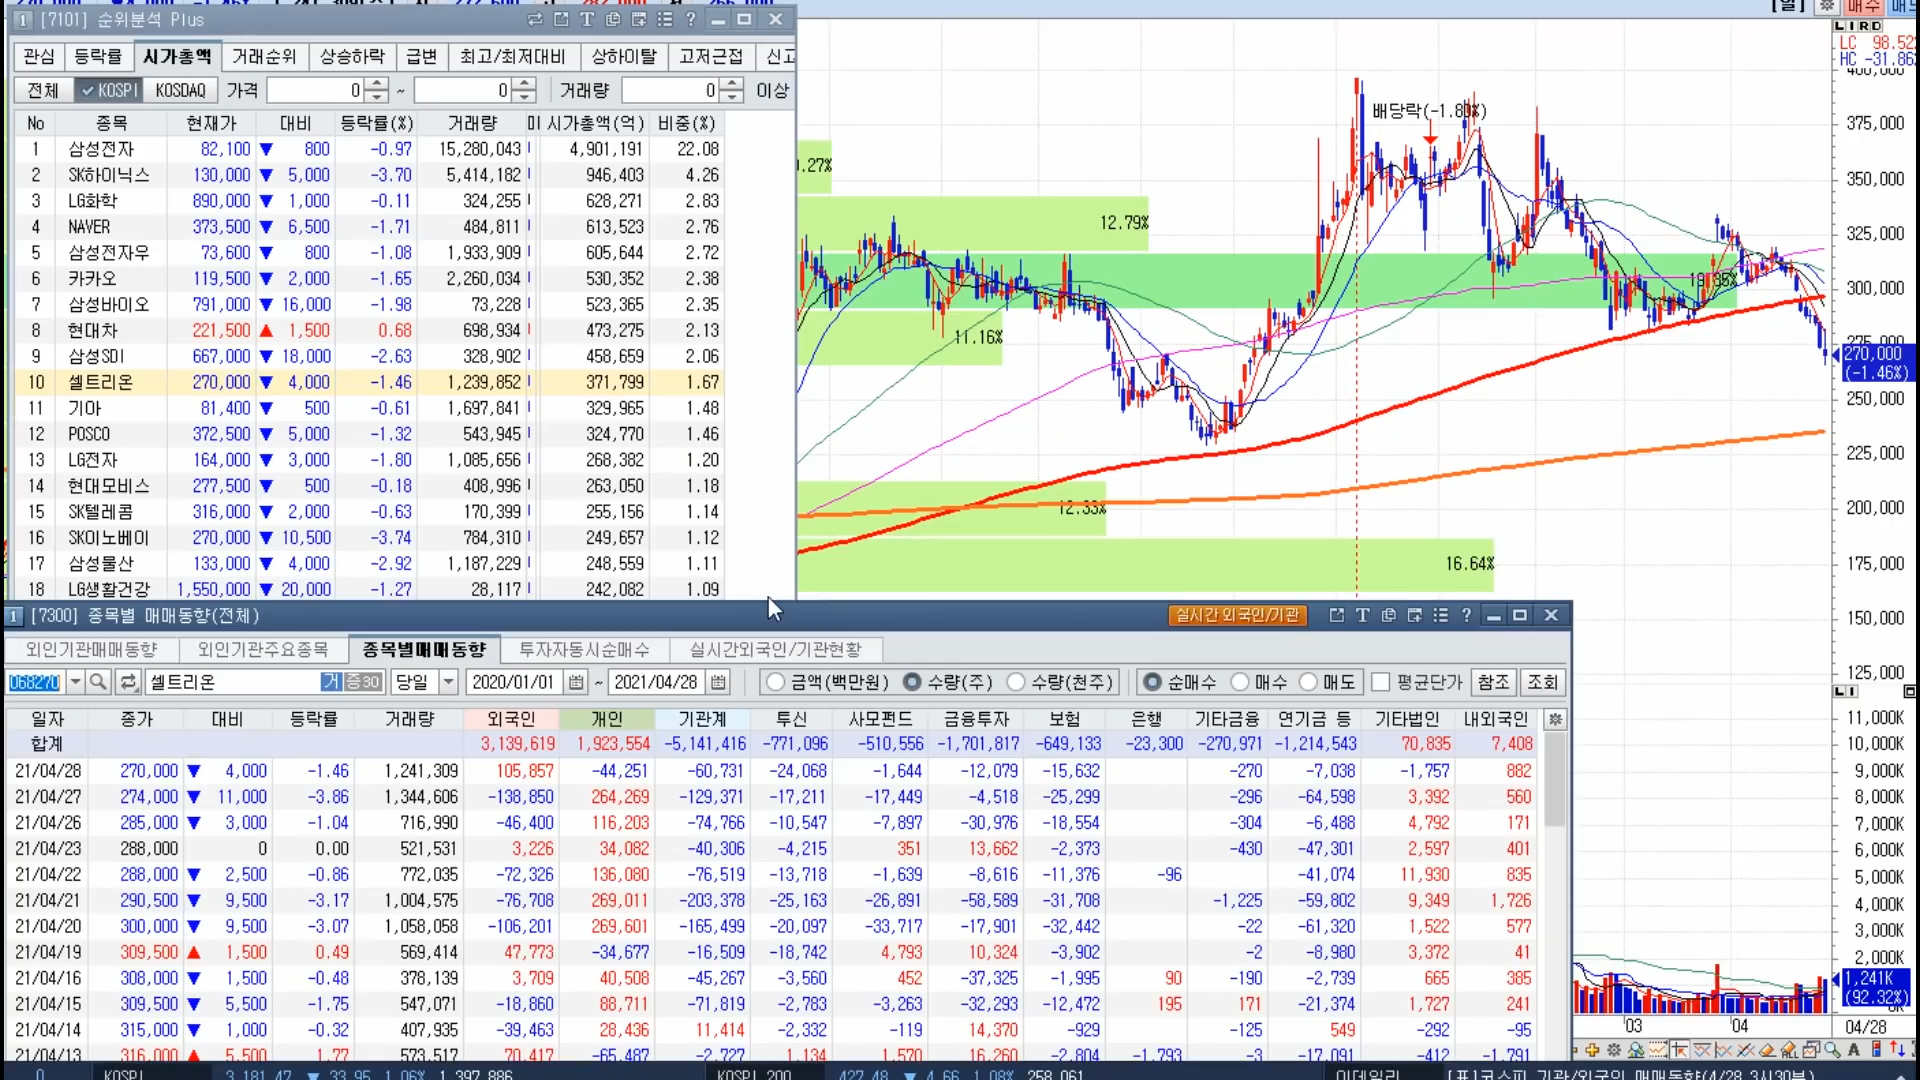 1 [7101] 순위분석 Plus
관심 등락률 시가총액 거래순위 상승하락 급변 최고/최저대비 상하이탈 고저근접 신고
전체 KOSPI KOSDAQ 가격 0 ~ 0 거래량 0 이상
No 종목 현재가 대비 등락률(%) 거래량 시가총액(억) 비중(%)
1 삼성전자 82,100 ▼ 800 -0.97 15,280,043 4,901,191 22.08
2 SK하이닉스 130,000 ▼ 5,000 -3.70 5,414,182 946,403 4.26
3 LG화학 890,000 ▼ 1,000 -0.11 324,255 628,271 2.83
4 NAVER 373,500 ▼ 6,500 -1.71 484,811 613,523 2.76
5 삼성전자우 73,600 ▼ 800 -1.08 1,933,909 605,644 2.72
6 카카오 119,500 ▼ 2,000 -1.65 2,260,034 530,352 2.38
7 삼성바이오 791,000 ▼ 16,000 -1.98 73,228 523,365 2.35
8 현대차 221,500 ▲ 1,500 0.68 698,934 473,275 2.13
9 삼성SDI 667,000 ▼ 18,000 -2.63 328,902 458,659 2.06
10 셀트리온 270,000 ▼ 4,000 -1.46 1,239,852 371,799 1.67
11 기아 81,400 ▼ 500 -0.61 1,697,841 329,965 1.48
12 POSCO 372,500 ▼ 5,000 -1.32 543,945 324,770 1.46
13 LG전자 164,000 ▼ 3,000 -1.80 1,085,656 268,382 1.20
14 현대모비스 277,500 ▼ 500 -0.18 408,996 263,050 1.18
15 SK텔레콤 316,000 ▼ 2,000 -0.63 170,399 255,156 1.14
16 SK이노베이 270,000 ▼ 10,500 -3.74 784,310 249,657 1.12
17 삼성물산 133,000 ▼ 4,000 -2.92 1,187,229 248,559 1.11
18 LG생활건강 1,550,000 ▼ 20,000 -1.27 28,117 242,082 1.09
[일] 매수
L I R D
LC 98.52
HC -31.86
400,000
배당락(-1.80%)
375,000
.27%
350,000
12.79%
325,000
300,000
11.16%
275,000
270,000
(-1.46%)
250,000
225,000
12.33%
200,000
16.64%
175,000
150,000
125,000
1 [7300] 종목별 매매동향(전체) 실시간 외국인/기관
외인기관매매동향 외인기관주요종목 종목별매매동향 투자자동시순매수 실시간외국인/기관현황
068270 셀트리온 거 증30 당일 2020/01/01 ~ 2021/04/28 금액(백만원) 수량(주) 수량(천주) 순매수 매수 매도 평균단가 참조 조회
일자 종가 대비 등락률 거래량 외국인 개인 기관계 투신 사모펀드 금융투자 보험 은행 기타금융 연기금 등 기타법인 내외국인
합계 3,139,619 1,923,554 -5,141,416 -771,096 -510,556 -1,701,817 -649,133 -23,300 -270,971 -1,214,543 70,835 7,408
21/04/28 270,000 ▼ 4,000 -1.46 1,241,309 105,857 -44,251 -60,731 -24,068 -1,644 -12,079 -15,632 -270 -7,038 -1,757 882
21/04/27 274,000 ▼ 11,000 -3.86 1,344,606 -138,850 264,269 -129,371 -17,211 -17,449 -4,518 -25,299 -296 -64,598 3,392 560
21/04/26 285,000 ▼ 3,000 -1.04 716,990 -46,400 116,203 -74,766 -10,547 -7,897 -30,976 -18,554 -304 -6,488 4,792 171
21/04/23 288,000 0 0.00 521,531 3,226 34,082 -40,306 -4,215 351 13,662 -2,373 -430 -47,301 2,597 401
21/04/22 288,000 ▼ 2,500 -0.86 772,035 -72,326 136,080 -76,519 -13,718 -1,639 -8,616 -11,376 -96 -41,074 11,930 835
21/04/21 290,500 ▼ 9,500 -3.17 1,004,575 -76,708 269,011 -203,378 -25,163 -26,891 -58,589 -31,708 -1,225 -59,802 9,349 1,726
21/04/20 300,000 ▼ 9,500 -3.07 1,058,058 -106,201 269,601 -165,499 -20,097 -33,717 -17,901 -32,442 -22 -61,320 1,522 577
21/04/19 309,500 ▲ 1,500 0.49 569,414 47,773 -34,677 -16,509 -18,742 4,793 10,324 -3,902 -2 -8,980 3,372 41
21/04/16 308,000 ▼ 1,500 -0.48 378,139 3,709 40,508 -45,267 -3,560 452 -37,325 -1,995 90 -190 -2,739 665 385
21/04/15 309,500 ▼ 5,500 -1.75 547,071 -18,860 88,711 -71,819 -2,783 -3,263 -32,293 -12,472 195 171 -21,374 1,727 241
21/04/14 315,000 ▼ 1,000 -0.32 407,935 -39,463 28,436 11,414 -2,332 -119 14,370 -929 -125 549 -292 -95
21/04/13 316,000 ▲ 5,500 1.77 573,517 70,417 -65,487 -2,727 1,134 1,570 16,260 -2,804 -1,793 -3 -17,091 -412 -1,791
L I
11,000K
10,000K
9,000K
8,000K
7,000K
6,000K
5,000K
4,000K
3,000K
2,000K
1,241K
(92.32%)
03 04 04/28
0 KOSPI 3,181.47 ▼ 33.95 1.06% 1,397,886 KOSPI 200 427.48 ▼ 4.66 1.08% 258,061 이데일리 [표]코스피 기관/외국인 매매동향(4/28 3시30분)